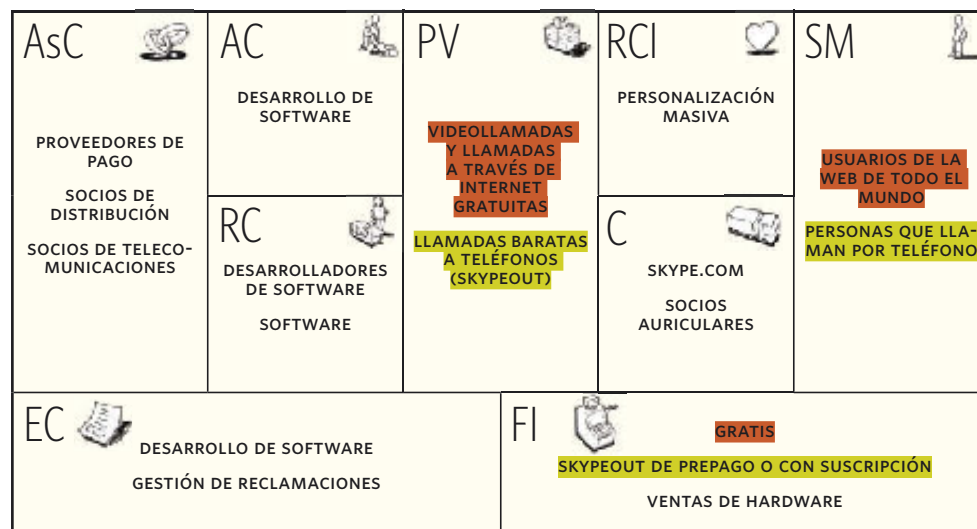 AsC
PROVEEDORES DE
PAGO
SOCIOS DE
DISTRIBUCIÓN
SOCIOS DE TELECO-
MUNICACIONES
AC
DESARROLLO DE
SOFTWARE
RC
DESARROLLADORES
DE SOFTWARE
SOFTWARE
PV
VIDEOLLAMADAS
Y LLAMADAS
A TRAVÉS DE
INTERNET
GRATUITAS
LLAMADAS BARATAS
A TELÉFONOS
(SKYPEOUT)
RCl
PERSONALIZACIÓN
MASIVA
C
SKYPE.COM
SOCIOS
AURICULARES
SM
USUARIOS DE LA
WEB DE TODO EL
MUNDO
PERSONAS QUE LLA-
MAN POR TELÉFONO
EC
DESARROLLO DE SOFTWARE
GESTIÓN DE RECLAMACIONES
FI
GRATIS
SKYPEOUT DE PREPAGO O CON SUSCRIPCIÓN
VENTAS DE HARDWARE